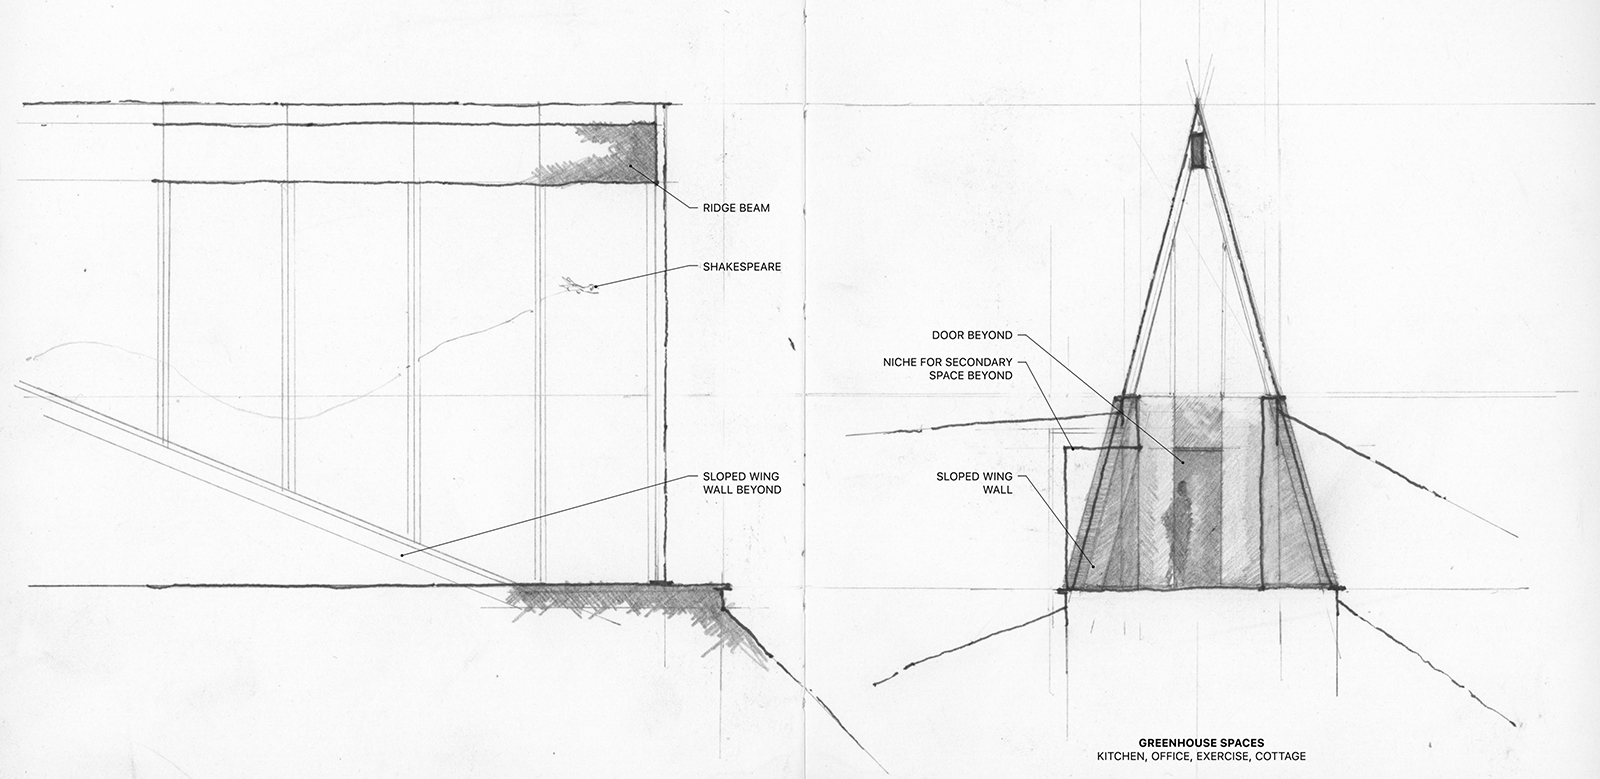 RIDGE BEAM
SHAKESPEARE
SLOPED WING
WALL BEYOND
DOOR BEYOND
NICHE FOR SECONDARY
SPACE BEYOND
SLOPED WING
WALL
GREENHOUSE SPACES
KITCHEN, OFFICE, EXERCISE, COTTAGE